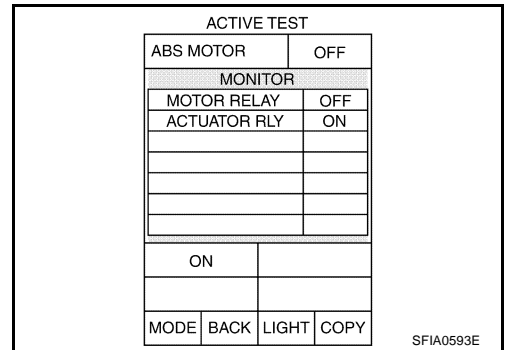 ACTIVE TEST
ABS MOTOR OFF
MONITOR
MOTOR RELAY OFF
ACTUATOR RLY ON
ON
MODE BACK LIGHT COPY
SFIA0593E